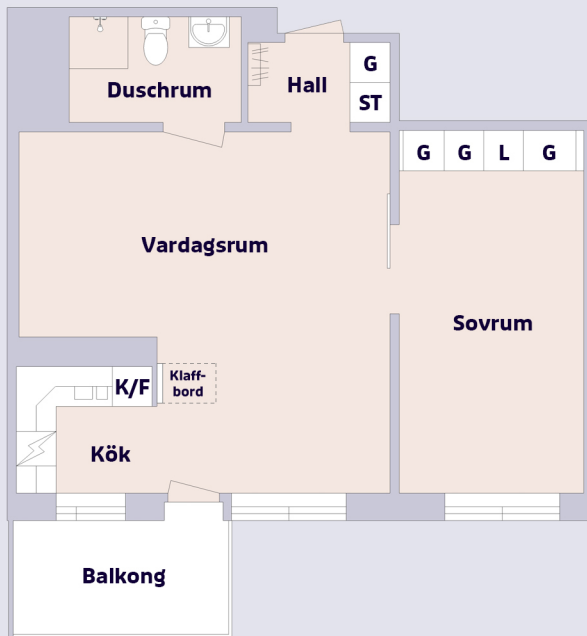 Duschrum
Hall
G
ST
G G L G
Vardagsrum
Sovrum
K/F
Klaff-
bord
Kök
Balkong